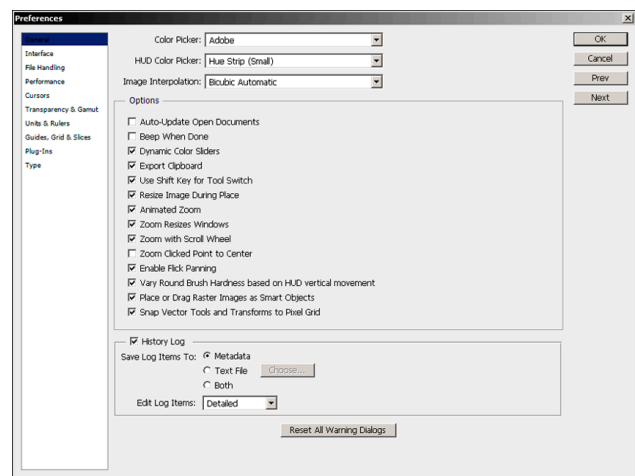 Preferences
General
Interface
File Handling
Performance
Cursors
Transparency & Gamut
Units & Rulers
Guides, Grid & Slices
Plug-Ins
Type
Color Picker: Adobe
HUD Color Picker: Hue Strip (Small)
Image Interpolation: Bicubic Automatic
Options
Auto-Update Open Documents
Beep When Done
Dynamic Color Sliders
Export Clipboard
Use Shift Key for Tool Switch
Resize Image During Place
Animated Zoom
Zoom Resizes Windows
Zoom with Scroll Wheel
Zoom Clicked Point to Center
Enable Flick Panning
Vary Round Brush Hardness based on HUD vertical movement
Place or Drag Raster Images as Smart Objects
Snap Vector Tools and Transforms to Pixel Grid
History Log
Save Log Items To: Metadata
Text File Choose...
Both
Edit Log Items: Detailed
Reset All Warning Dialogs
OK
Cancel
Prev
Next